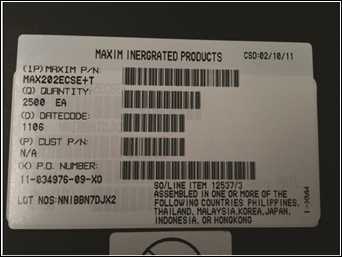 MAXIM INERGRATED PRODUCTS
CSD:02/10/11
(1P) MAXIM P/N:
MAX202ECSE+T
(Q) QUANTITY:
2500 EA
(D) DATECODE:
1106
(P) CUST P/N:
N/A
(K) P.O. NUMBER:
11-034976-09-XO
LOT NOS:NNIBBN7DJX2
SO/LINE ITEM 12537/3
ASSEMBLED IN ONE OR MORE OF THE
FOLLOWING COUNTRIES PHILIPPINES,
THAILAND, MALAYSIA,KOREA,JAPAN,
INDONESIA, OR HONGKONG